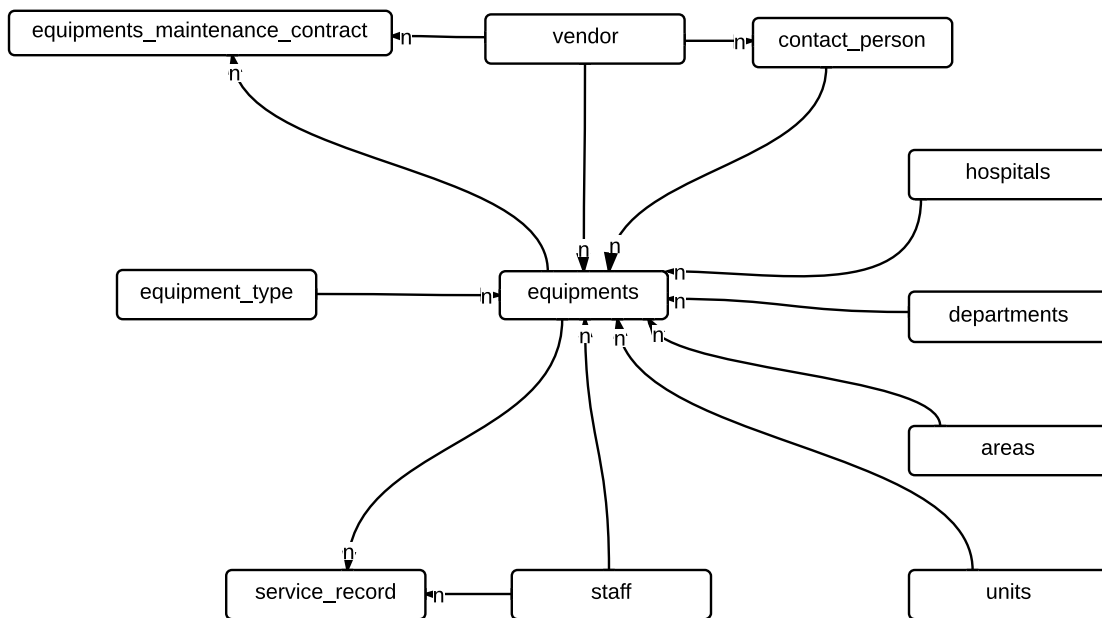 equipments_maintenance_contract
n
vendor
n
contact_person
n
hospitals
n
n
n
equipment_type
n
equipments
n
departments
n
n
n
areas
n
service_record
n
staff
units